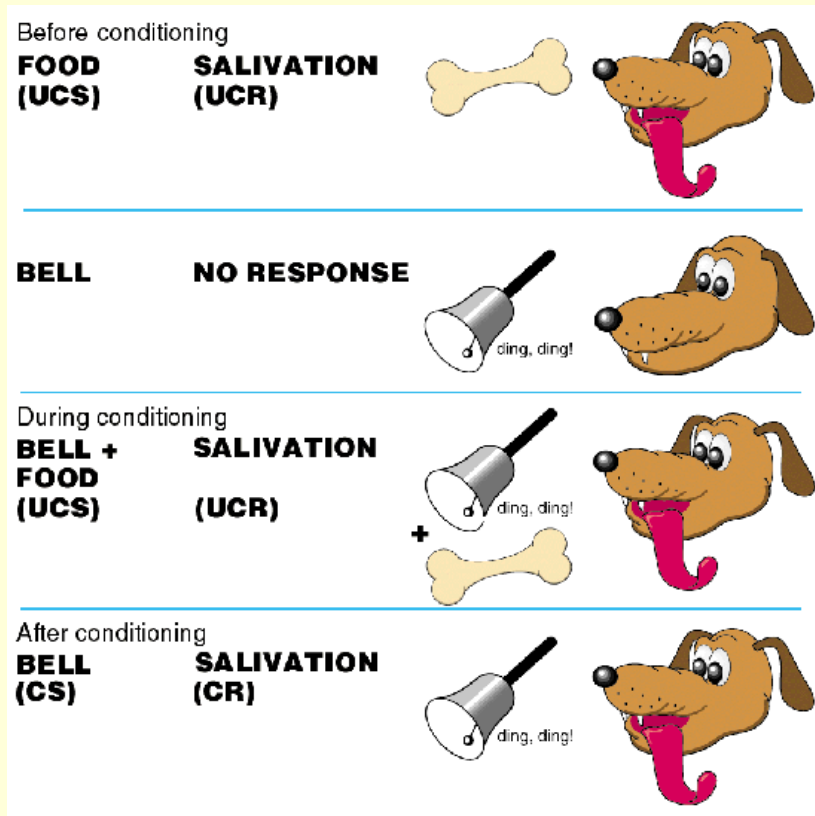 Before conditioning
FOOD SALIVATION
(UCS) (UCR)
BELL NO RESPONSE
ding, ding!
During conditioning
BELL + SALIVATION
FOOD
(UCS) (UCR)
ding, ding!
+
After conditioning
BELL SALIVATION
(CS) (CR)
ding, ding!